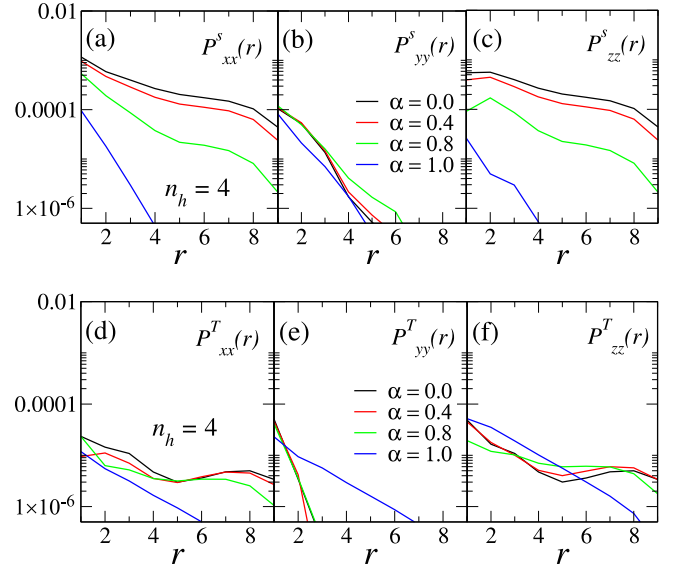 0.01
(a) P^s_xx(r) (b) P^s_yy(r) (c) P^s_zz(r)
0.0001
α = 0.0
α = 0.4
α = 0.8
α = 1.0
n_h = 4
1×10^-6
2 4 6 8 2 4 6 8 2 4 6 8
r r r
0.01
(d) P^T_xx(r) (e) P^T_yy(r) (f) P^T_zz(r)
0.0001
n_h = 4
α = 0.0
α = 0.4
α = 0.8
α = 1.0
1×10^-6
2 4 6 8 2 4 6 8 2 4 6 8
r r r